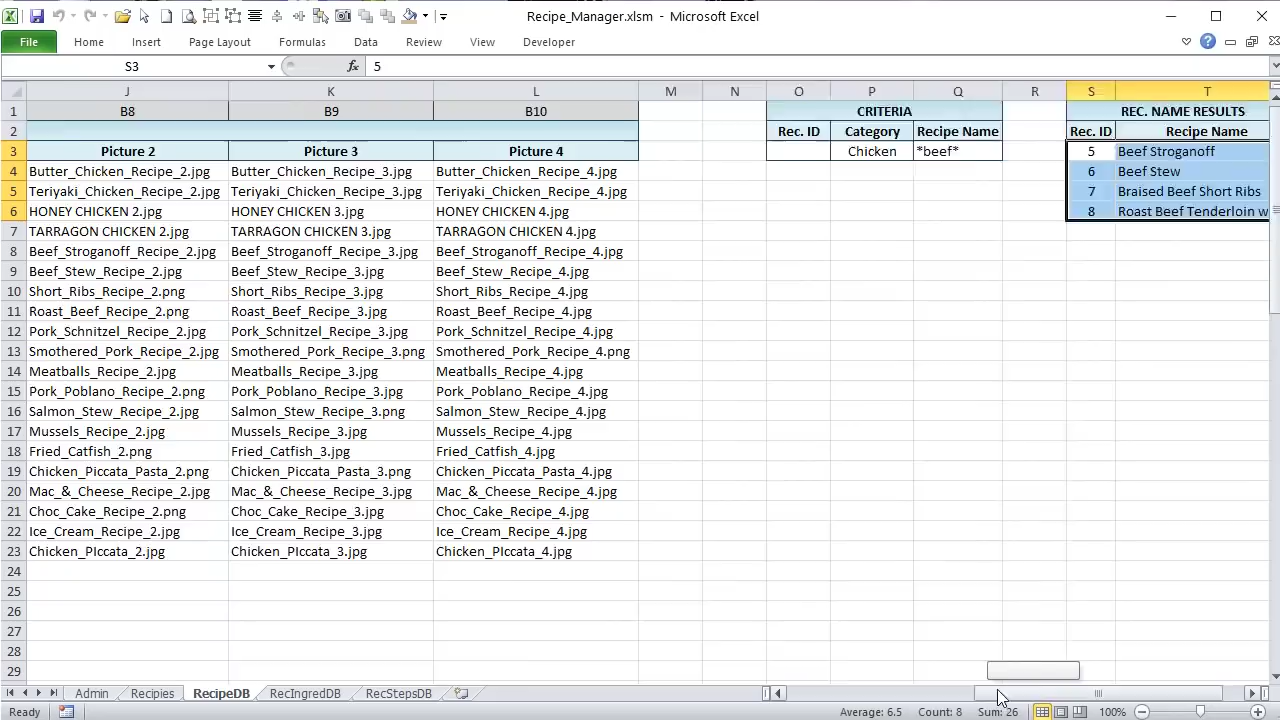 Recipe_Manager.xlsm - Microsoft Excel
File Home Insert Page Layout Formulas Data Review View Developer
S3 fx 5
J K L M N O P Q R S T
1 B8 B9 B10 CRITERIA REC. NAME RESULTS
2 Rec. ID Category Recipe Name Rec. ID Recipe Name
3 Picture 2 Picture 3 Picture 4 Chicken *beef* 5 Beef Stroganoff
4 Butter_Chicken_Recipe_2.jpg Butter_Chicken_Recipe_3.jpg Butter_Chicken_Recipe_4.jpg 6 Beef Stew
5 Teriyaki_Chicken_Recipe_2.jpg Teriyaki_Chicken_Recipe_3.jpg Teriyaki_Chicken_Recipe_4.jpg 7 Braised Beef Short Ribs
6 HONEY CHICKEN 2.jpg HONEY CHICKEN 3.jpg HONEY CHICKEN 4.jpg 8 Roast Beef Tenderloin w
7 TARRAGON CHICKEN 2.jpg TARRAGON CHICKEN 3.jpg TARRAGON CHICKEN 4.jpg
8 Beef_Stroganoff_Recipe_2.jpg Beef_Stroganoff_Recipe_3.jpg Beef_Stroganoff_Recipe_4.jpg
9 Beef_Stew_Recipe_2.jpg Beef_Stew_Recipe_3.jpg Beef_Stew_Recipe_4.jpg
10 Short_Ribs_Recipe_2.png Short_Ribs_Recipe_3.jpg Short_Ribs_Recipe_4.jpg
11 Roast_Beef_Recipe_2.png Roast_Beef_Recipe_3.jpg Roast_Beef_Recipe_4.jpg
12 Pork_Schnitzel_Recipe_2.jpg Pork_Schnitzel_Recipe_3.jpg Pork_Schnitzel_Recipe_4.jpg
13 Smothered_Pork_Recipe_2.jpg Smothered_Pork_Recipe_3.png Smothered_Pork_Recipe_4.png
14 Meatballs_Recipe_2.jpg Meatballs_Recipe_3.jpg Meatballs_Recipe_4.jpg
15 Pork_Poblano_Recipe_2.png Pork_Poblano_Recipe_3.jpg Pork_Poblano_Recipe_4.jpg
16 Salmon_Stew_Recipe_2.jpg Salmon_Stew_Recipe_3.png Salmon_Stew_Recipe_4.jpg
17 Mussels_Recipe_2.jpg Mussels_Recipe_3.jpg Mussels_Recipe_4.jpg
18 Fried_Catfish_2.png Fried_Catfish_3.jpg Fried_Catfish_4.jpg
19 Chicken_Piccata_Pasta_2.png Chicken_Piccata_Pasta_3.png Chicken_Piccata_Pasta_4.jpg
20 Mac_&_Cheese_Recipe_2.jpg Mac_&_Cheese_Recipe_3.jpg Mac_&_Cheese_Recipe_4.jpg
21 Choc_Cake_Recipe_2.png Choc_Cake_Recipe_3.jpg Choc_Cake_Recipe_4.jpg
22 Ice_Cream_Recipe_2.jpg Ice_Cream_Recipe_3.jpg Ice_Cream_Recipe_4.jpg
23 Chicken_PIccata_2.jpg Chicken_PIccata_3.jpg Chicken_PIccata_4.jpg
24
25
26
27
28
29
Admin Recipies RecipeDB RecIngredDB RecStepsDB
Ready Average: 6.5 Count: 8 Sum: 26 100%